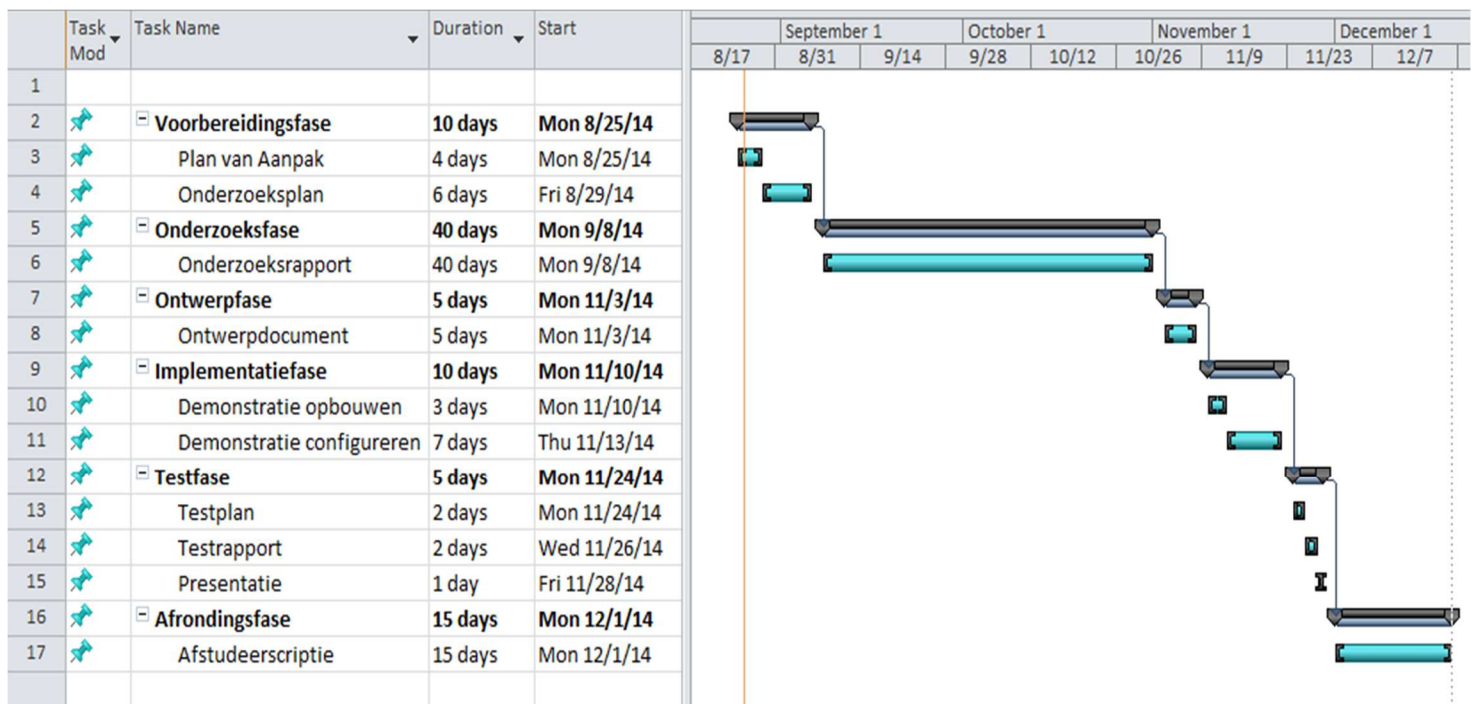 Task Mod Task Name Duration Start
September 1 October 1 November 1 December 1
8/17 8/31 9/14 9/28 10/12 10/26 11/9 11/23 12/7
1
2 Voorbereidingsfase 10 days Mon 8/25/14
3 Plan van Aanpak 4 days Mon 8/25/14
4 Onderzoeksplan 6 days Fri 8/29/14
5 Onderzoeksfase 40 days Mon 9/8/14
6 Onderzoeksrapport 40 days Mon 9/8/14
7 Ontwerpfase 5 days Mon 11/3/14
8 Ontwerpdocument 5 days Mon 11/3/14
9 Implementatiefase 10 days Mon 11/10/14
10 Demonstratie opbouwen 3 days Mon 11/10/14
11 Demonstratie configureren 7 days Thu 11/13/14
12 Testfase 5 days Mon 11/24/14
13 Testplan 2 days Mon 11/24/14
14 Testrapport 2 days Wed 11/26/14
15 Presentatie 1 day Fri 11/28/14
16 Afrondingsfase 15 days Mon 12/1/14
17 Afstudeerscriptie 15 days Mon 12/1/14